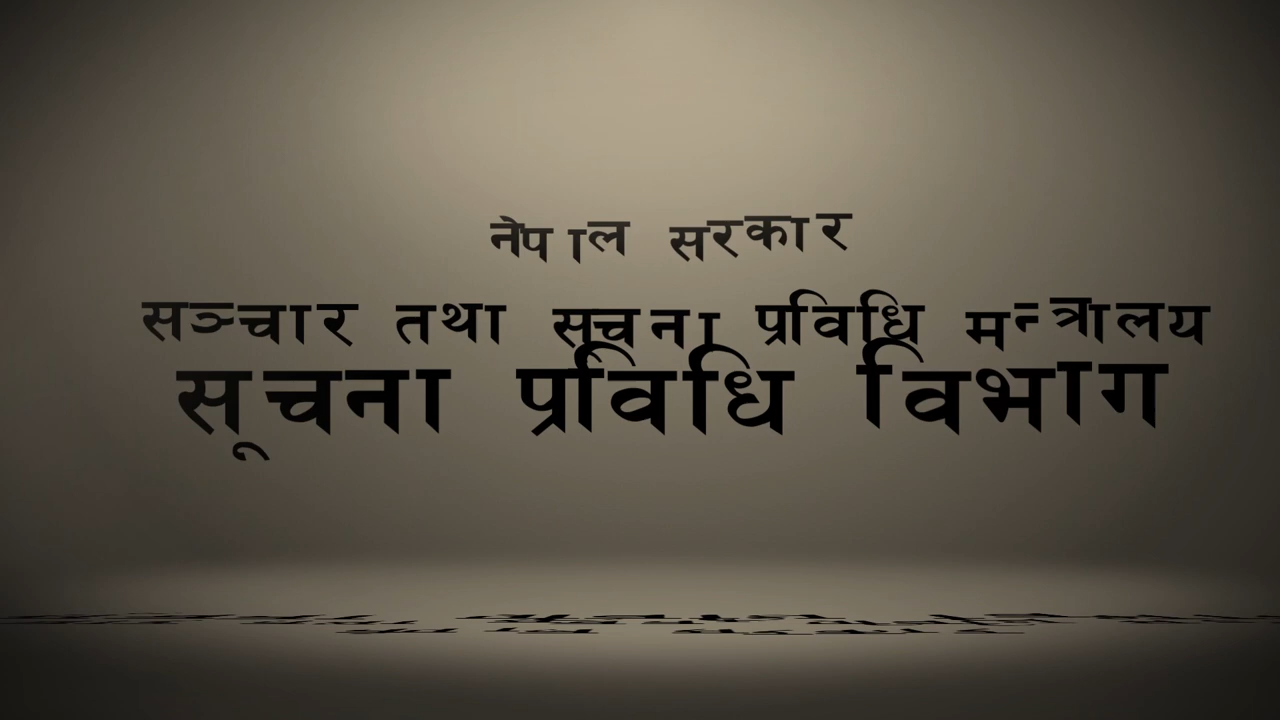 नेपाल सरकार
सञ्चार तथा सूचना प्रविधि मन्त्रालय
सूचना प्रविधि विभाग